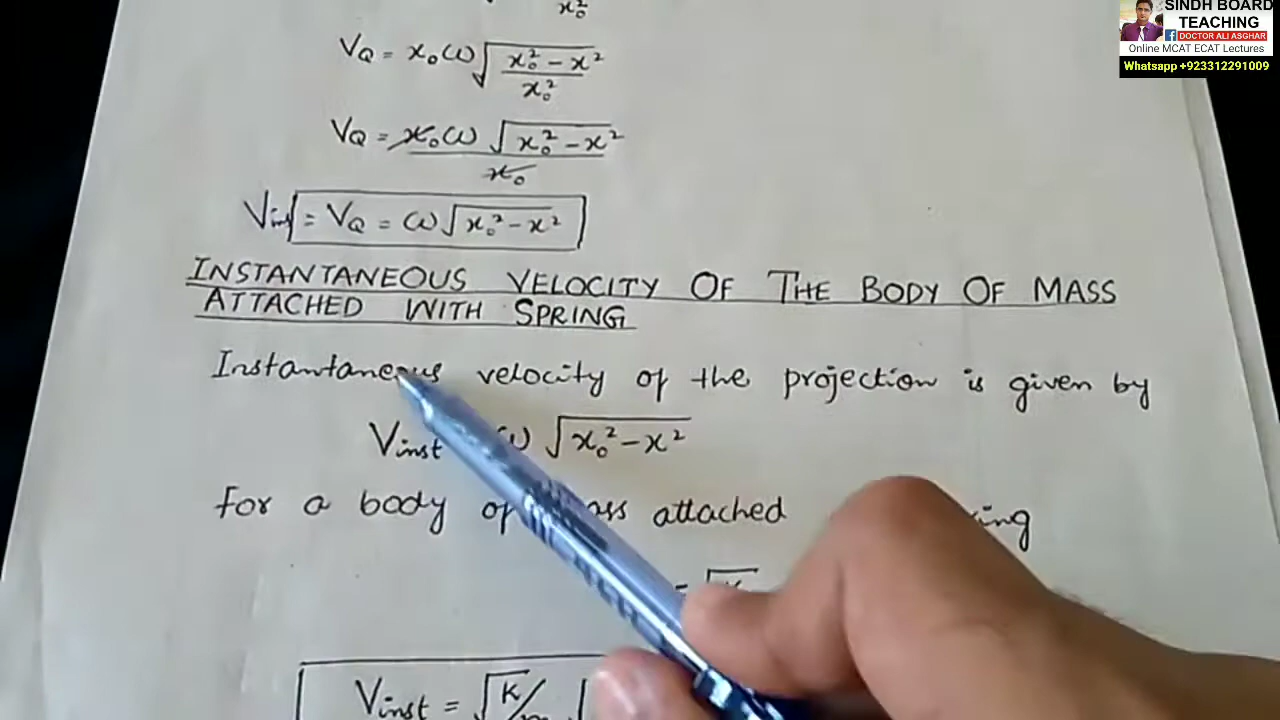 x₀²
SINDH BOARD
TEACHING
DOCTOR ALI ASGHAR
Online MCAT ECAT Lectures
Whatsapp +923312291009
VQ = x₀ω√(x₀² - x²)/x₀²
VQ = x₀ω √(x₀² - x²)/x₀
Vinst = VQ = ω√(x₀² - x²)
INSTANTANEOUS VELOCITY OF THE BODY OF MASS
ATTACHED WITH SPRING
Instantaneous velocity of the projection is given by
Vinst ω √(x₀² - x²)
for a body of mass attached
= √K
Vinst = √K/m √